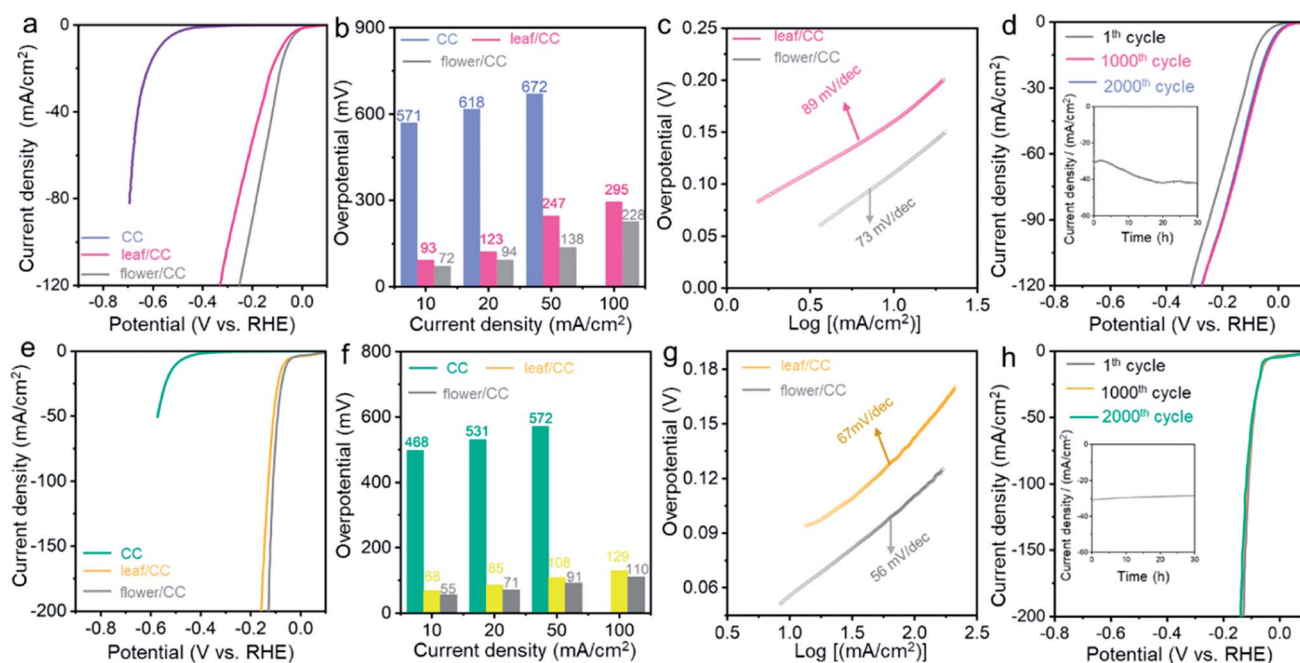 a
0
-40
-80
-120
Current density (mA/cm²)
CC
leaf/CC
flower/CC
-0.8 -0.6 -0.4 -0.2 0.0
Potential (V vs. RHE)
b
900
600
300
0
Overpotential (mV)
CC leaf/CC
flower/CC
571 618 672
93 72 123 94 247 138 295 228
10 20 50 100
Current density (mA/cm²)
c
0.25
0.20
0.15
0.10
0.05
0.00
Overpotential (V)
leaf/CC
flower/CC
89 mV/dec
73 mV/dec
0.0 0.5 1.0 1.5
Log [(mA/cm²)]
d
0
-30
-60
-90
-120
Current density (mA/cm²)
1th cycle
1000th cycle
2000th cycle
0
-20
-40
-60
Current density / (mA/cm²)
0 10 20 30
Time (h)
-0.8 -0.6 -0.4 -0.2 0.0
Potential (V vs. RHE)
e
0
-50
-100
-150
-200
Current density (mA/cm²)
CC
leaf/CC
flower/CC
-0.8 -0.6 -0.4 -0.2 0.0
Potential (V vs. RHE)
f
800
600
400
200
0
Overpotential (mV)
CC leaf/CC
flower/CC
468 531 572
68 55 85 71 108 91 129 110
10 20 50 100
Current density (mA/cm²)
g
0.18
0.15
0.12
0.09
0.06
Overpotential (V)
leaf/CC
flower/CC
67mV/dec
56 mV/dec
0.5 1.0 1.5 2.0 2.5
Log [(mA/cm²)]
h
0
-50
-100
-150
-200
Current density (mA/cm²)
1th cycle
1000th cycle
2000th cycle
0
-20
-40
-60
Current density / (mA/cm²)
0 10 20 30
Time (h)
-0.8 -0.6 -0.4 -0.2 0.0
Potential (V vs. RHE)